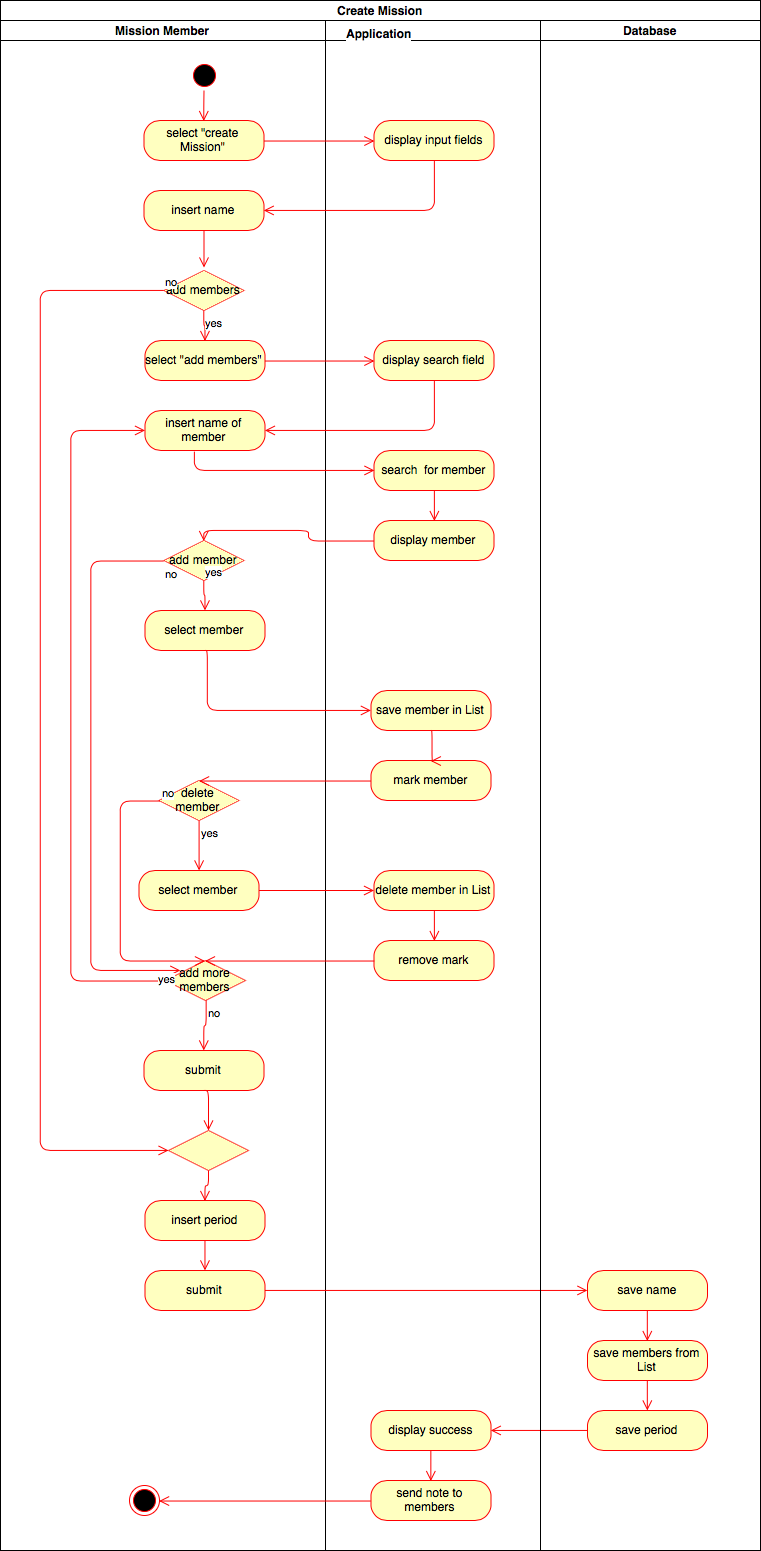 Create Mission
Mission Member
Application
Database
select "create
Mission"
display input fields
insert name
no
add members
yes
select "add members"
display search field
insert name of
member
search  for member
display member
add member
no
yes
select member
save member in List
mark member
no
delete
member
yes
select member
delete member in List
remove mark
yes
add more
members
no
submit
insert period
submit
save name
save members from
List
save period
display success
send note to
members